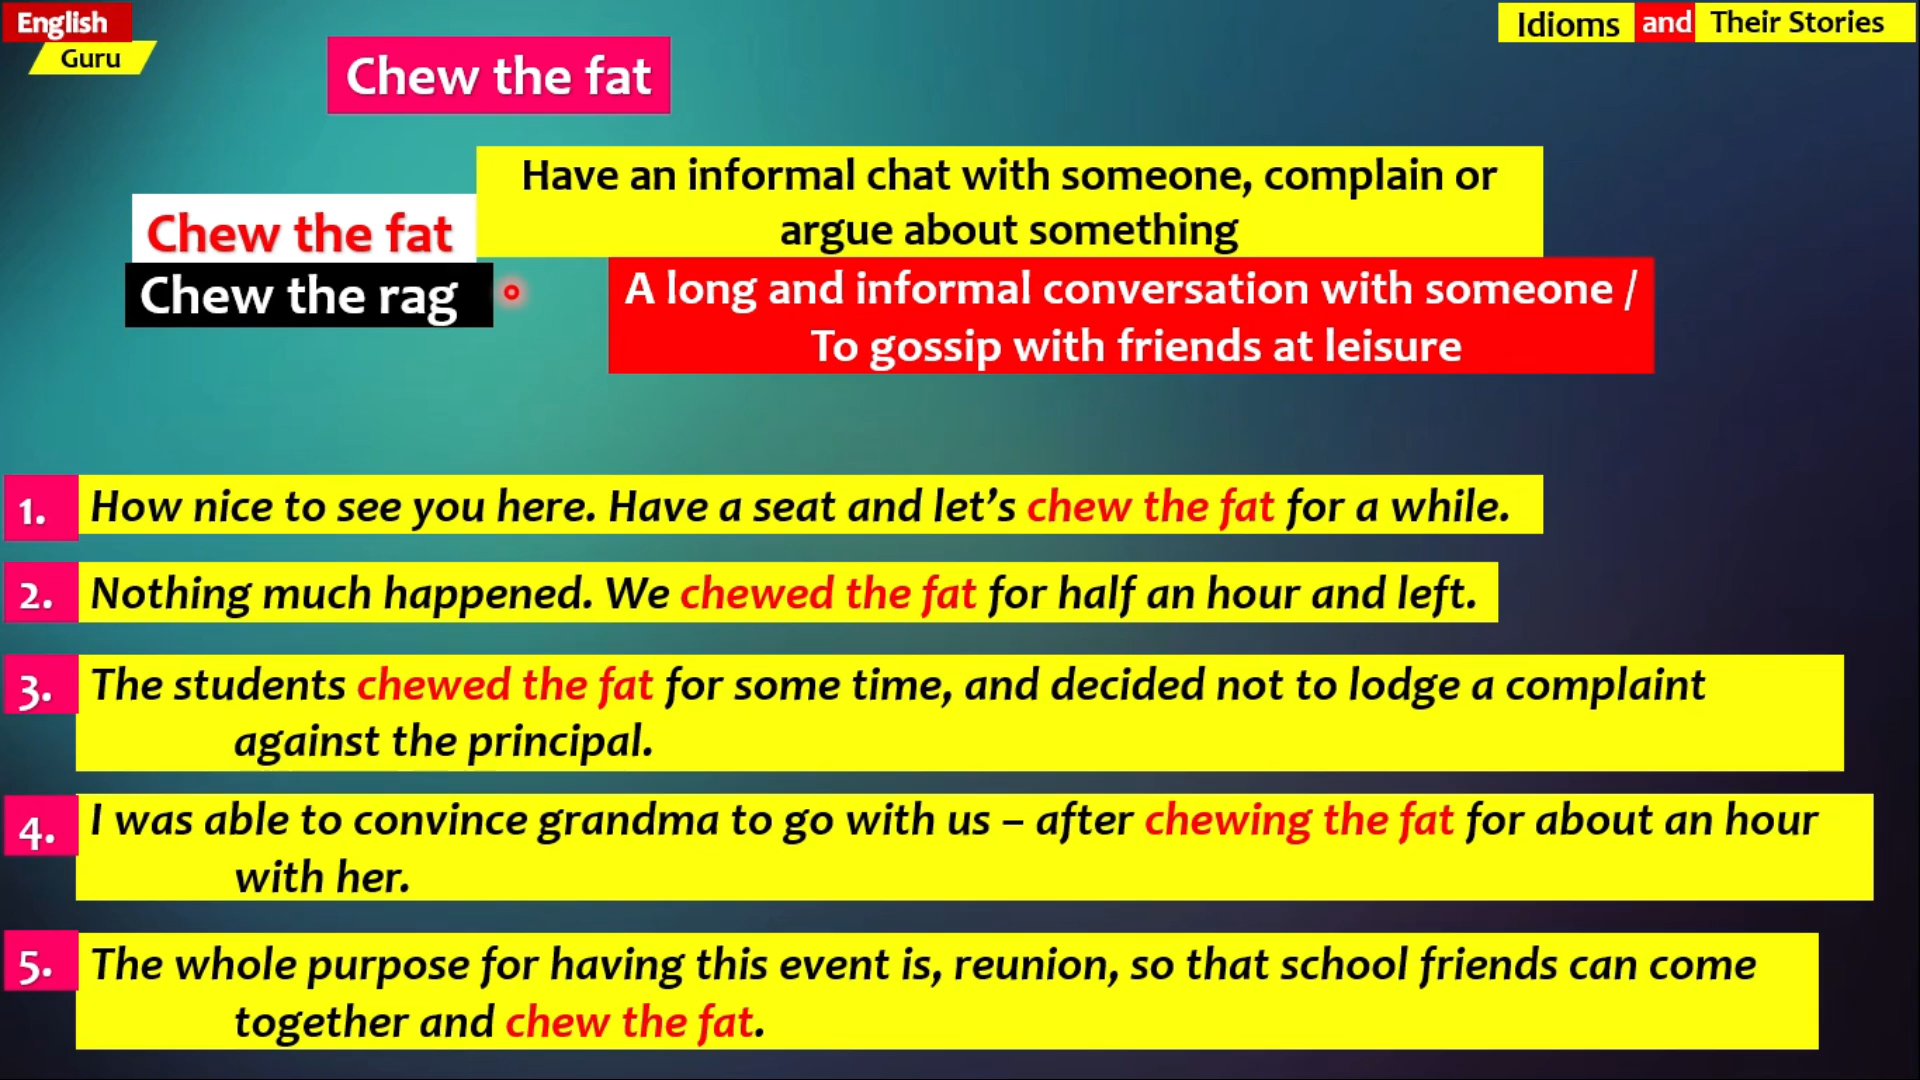 English
Guru
Idioms and Their Stories
Chew the fat
Have an informal chat with someone, complain or
argue about something
Chew the fat
Chew the rag
A long and informal conversation with someone /
To gossip with friends at leisure
1. How nice to see you here. Have a seat and let’s chew the fat for a while.
2. Nothing much happened. We chewed the fat for half an hour and left.
3. The students chewed the fat for some time, and decided not to lodge a complaint
against the principal.
4. I was able to convince grandma to go with us – after chewing the fat for about an hour
with her.
5. The whole purpose for having this event is, reunion, so that school friends can come
together and chew the fat.